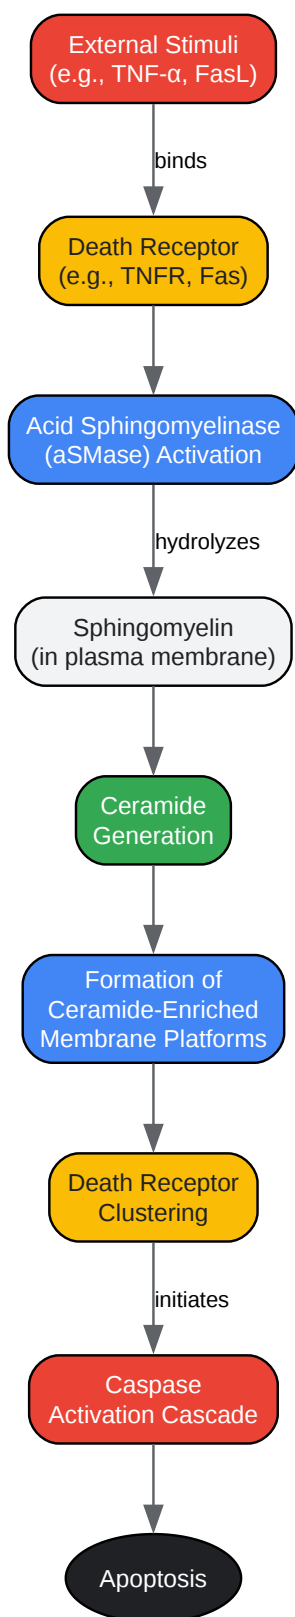 External Stimuli
(e.g., TNF-α, FasL)
binds
Death Receptor
(e.g., TNFR, Fas)
Acid Sphingomyelinase
(aSMase) Activation
hydrolyzes
Sphingomyelin
(in plasma membrane)
Ceramide
Generation
Formation of
Ceramide-Enriched
Membrane Platforms
Death Receptor
Clustering
initiates
Caspase
Activation Cascade
Apoptosis